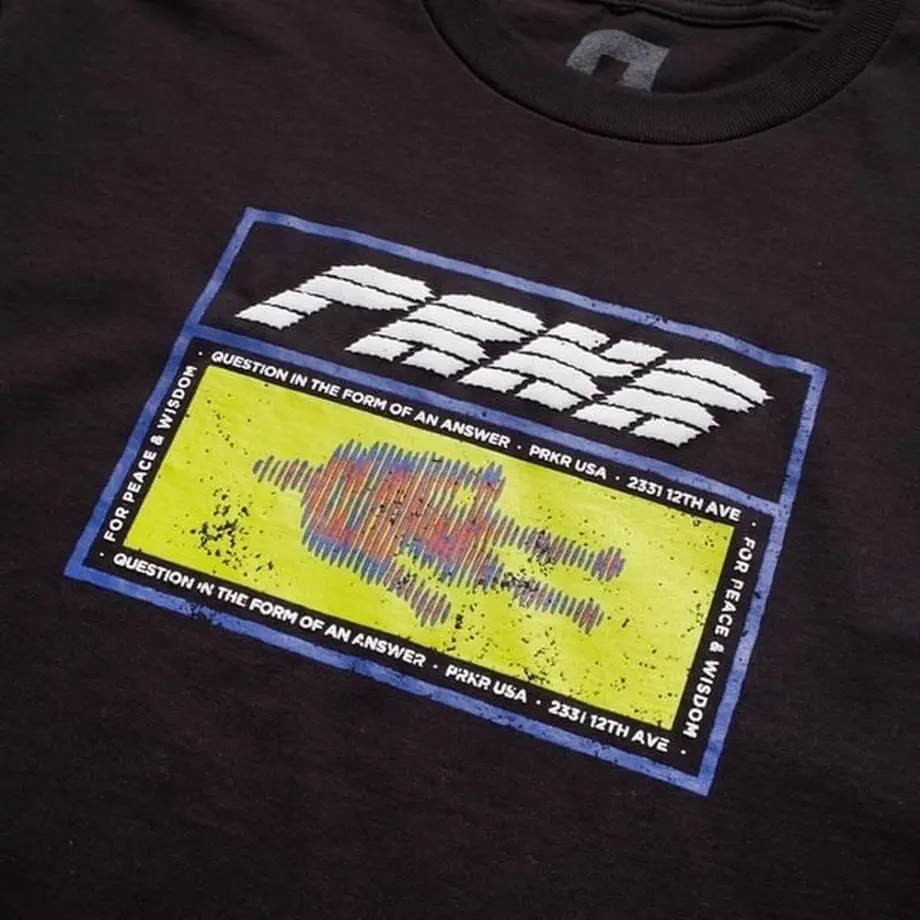 PRKR
· QUESTION IN THE FORM OF AN ANSWER · PRKR USA · 2331 12TH AVE ·
FOR PEACE & WISDOM
FOR PEACE & WISDOM
· QUESTION IN THE FORM OF AN ANSWER · PRKR USA · 2331 12TH AVE ·